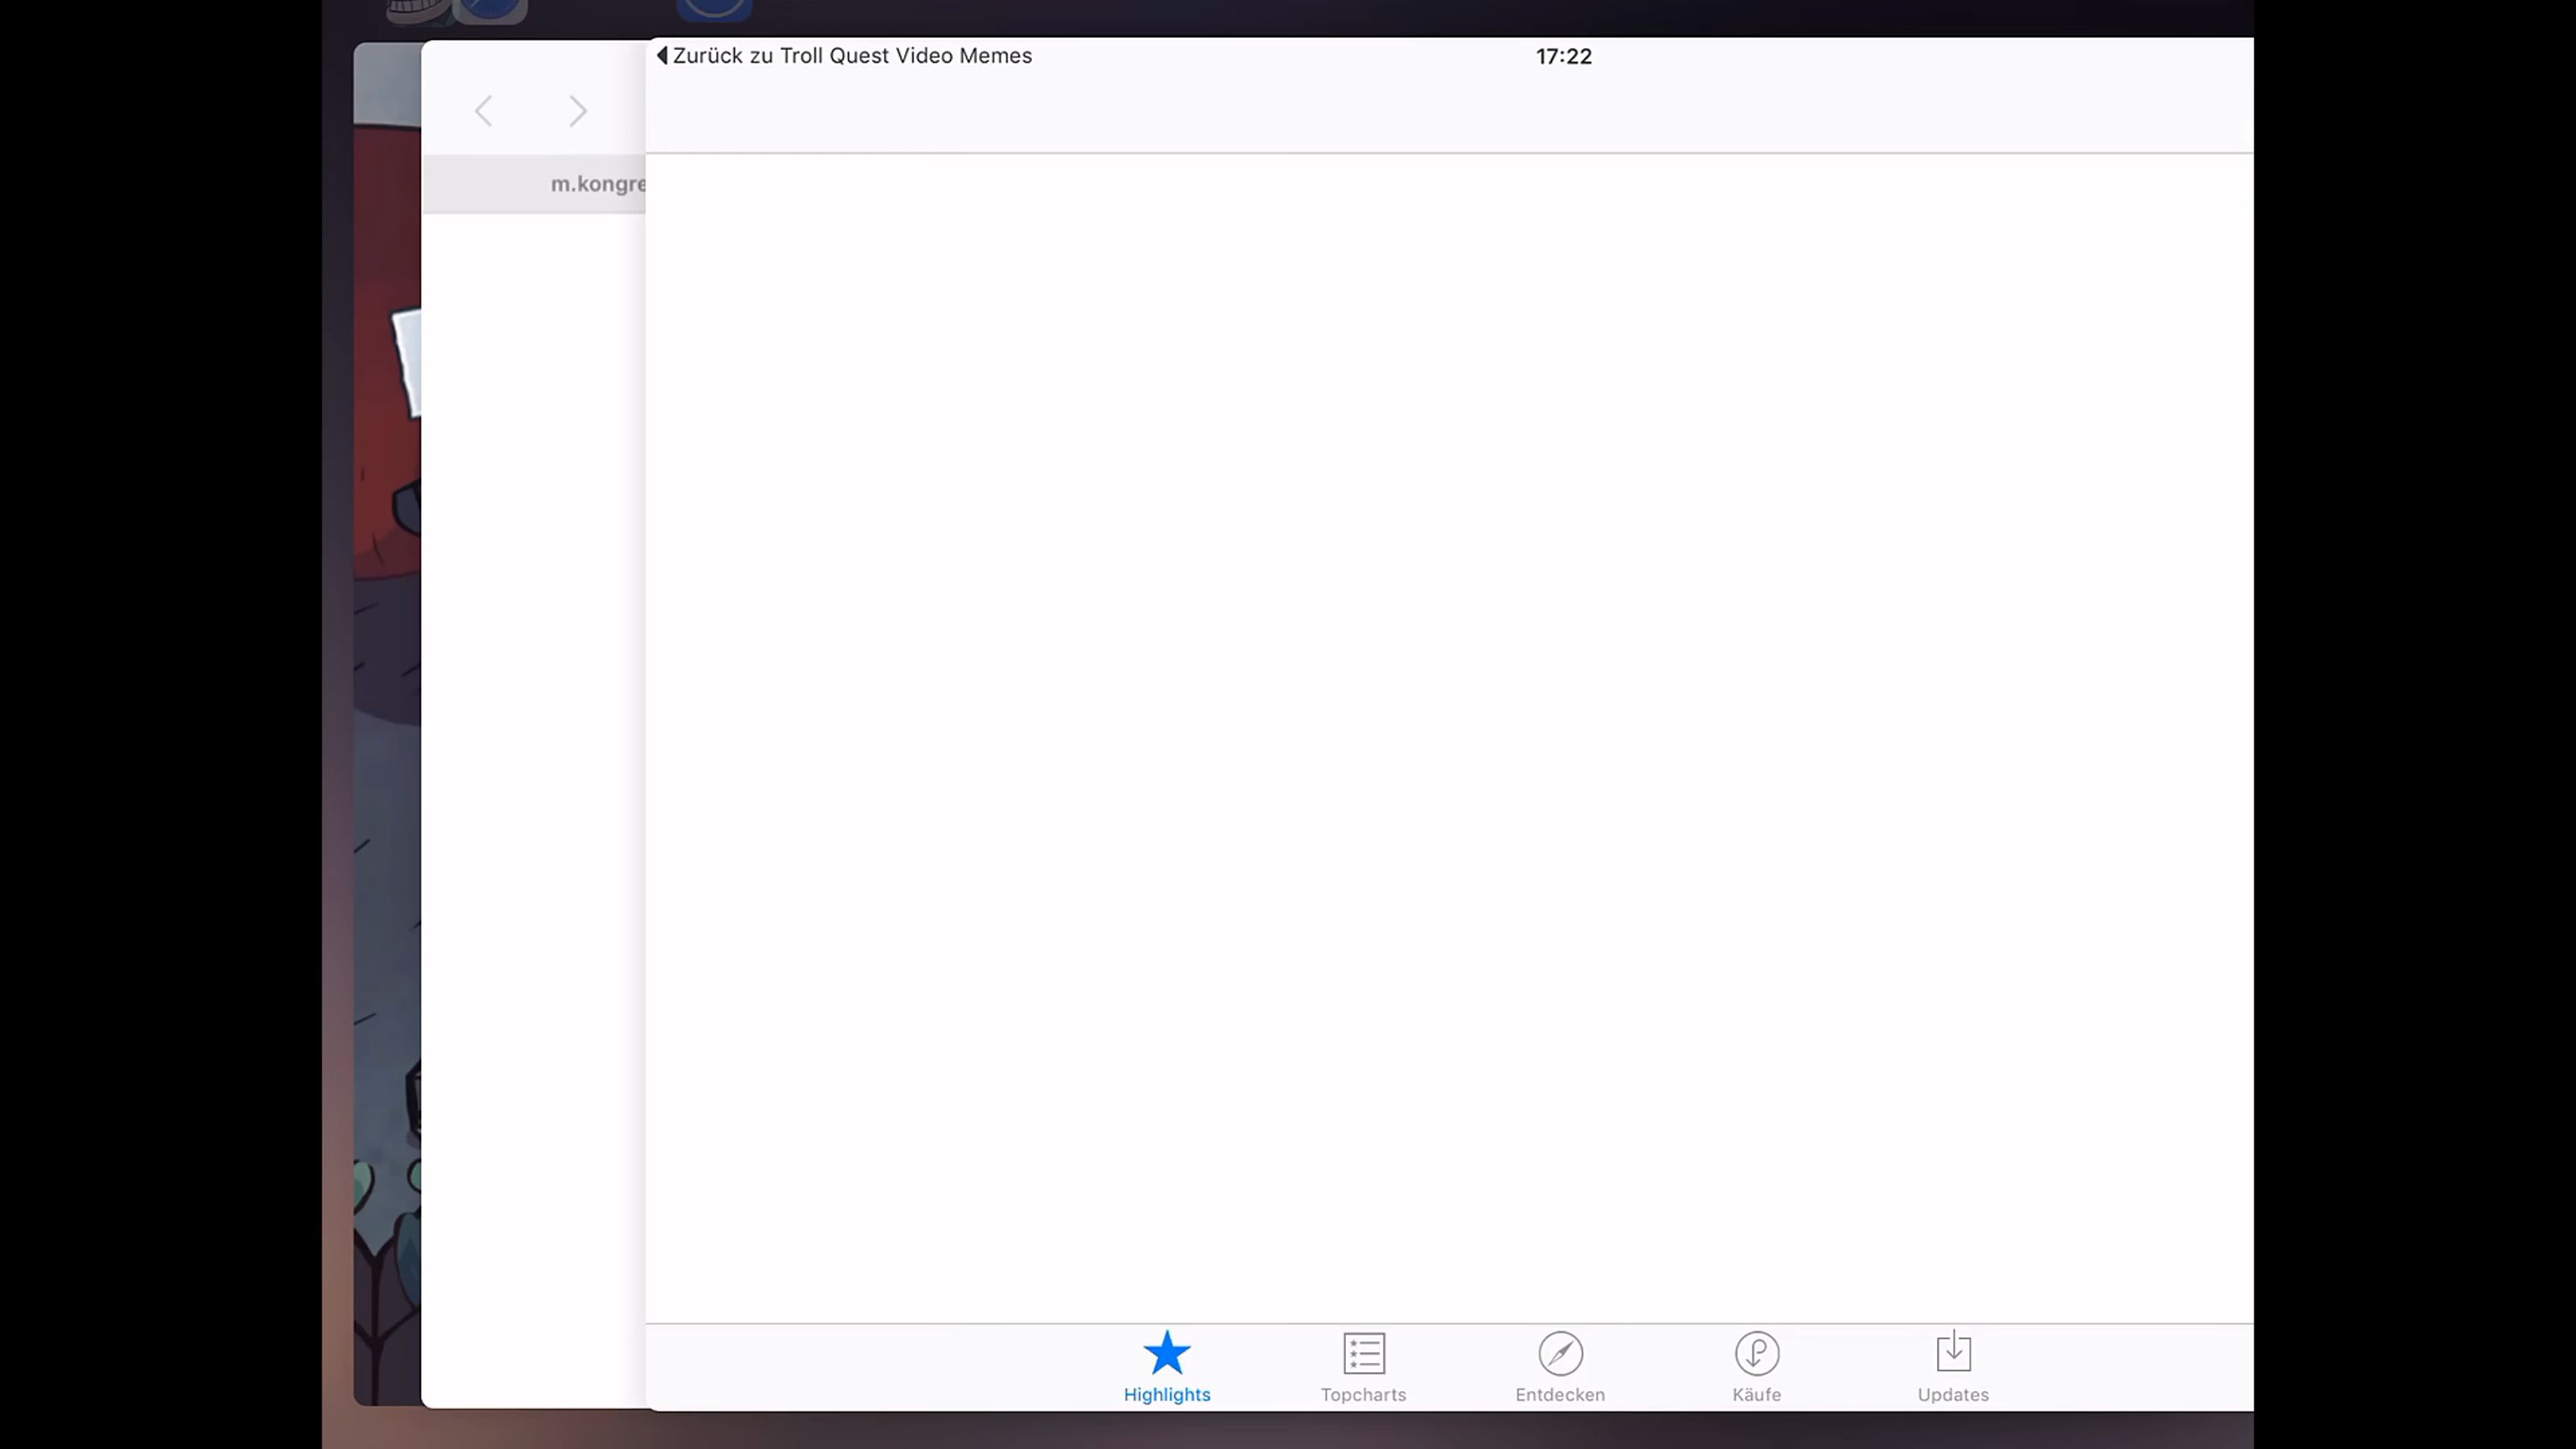 Zurück zu Troll Quest Video Memes
17:22
m.kongre
Highlights
Topcharts
Entdecken
Käufe
Updates